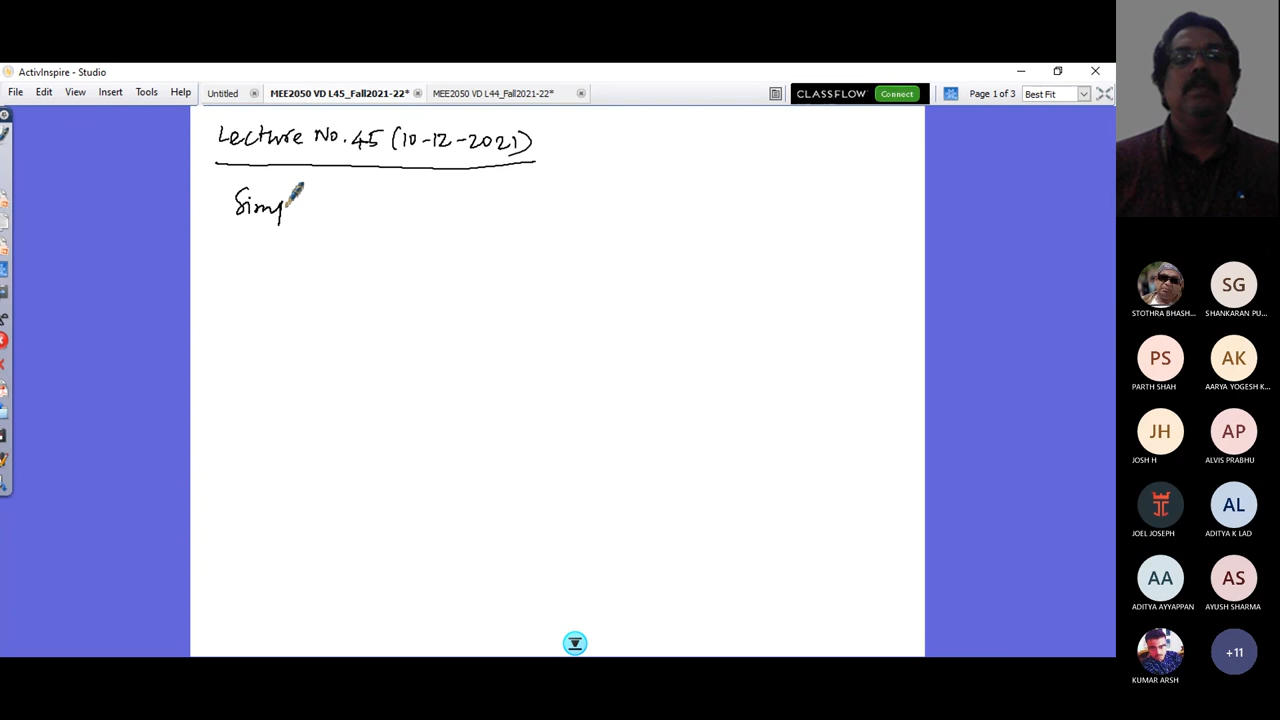 ActivInspire - Studio
File Edit View Insert Tools Help
Untitled
MEE2050 VD L45_Fall2021-22*
MEE2050 VD L44_Fall2021-22*
CLASSFLOW Connect
Page 1 of 3
Best Fit
Lecture No. 45 (10-12-2021)
Simp
STOTHRA BHASH...
SG
SHANKARAN PU...
PS
PARTH SHAH
AK
AARYA YOGESH K...
JH
JOSH H
AP
ALVIS PRABHU
JOEL JOSEPH
AL
ADITYA K LAD
AA
ADITYA AYYAPPAN
AS
AYUSH SHARMA
KUMAR ARSH
+11